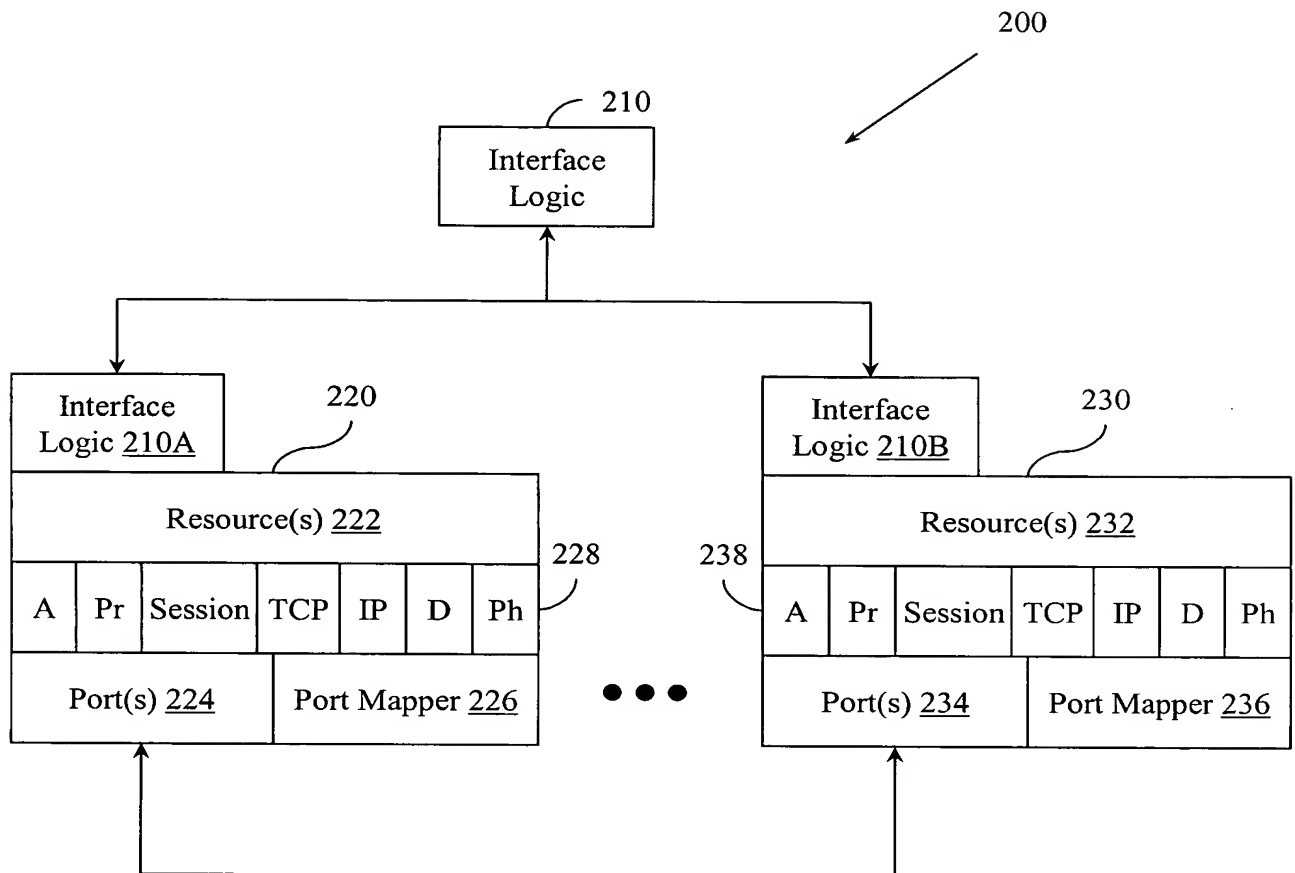 200
210
Interface
Logic
Interface
Logic 210A
220
Interface
Logic 210B
230
Resource(s) 222
Resource(s) 232
228
238
A Pr Session TCP IP D Ph
A Pr Session TCP IP D Ph
Port(s) 224 Port Mapper 226
Port(s) 234 Port Mapper 236